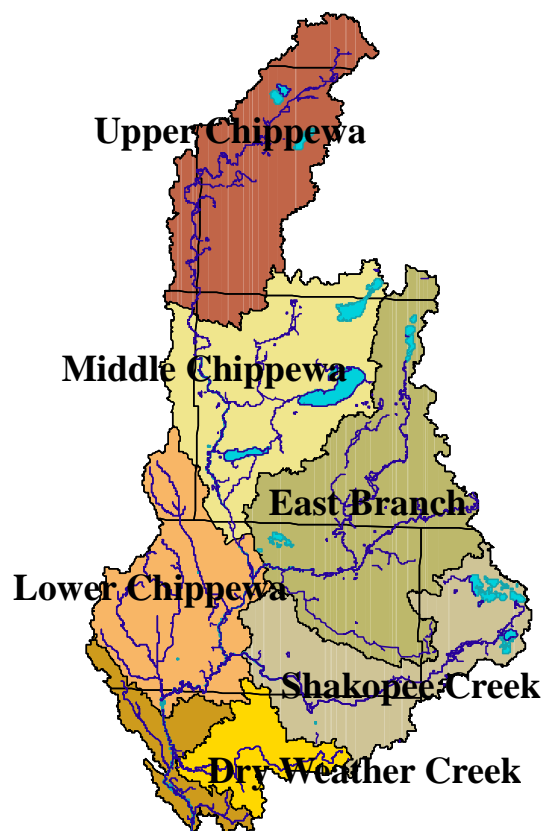 Upper Chippewa
Middle Chippewa
East Branch
Lower Chippewa
Shakopee Creek
Dry Weather Creek